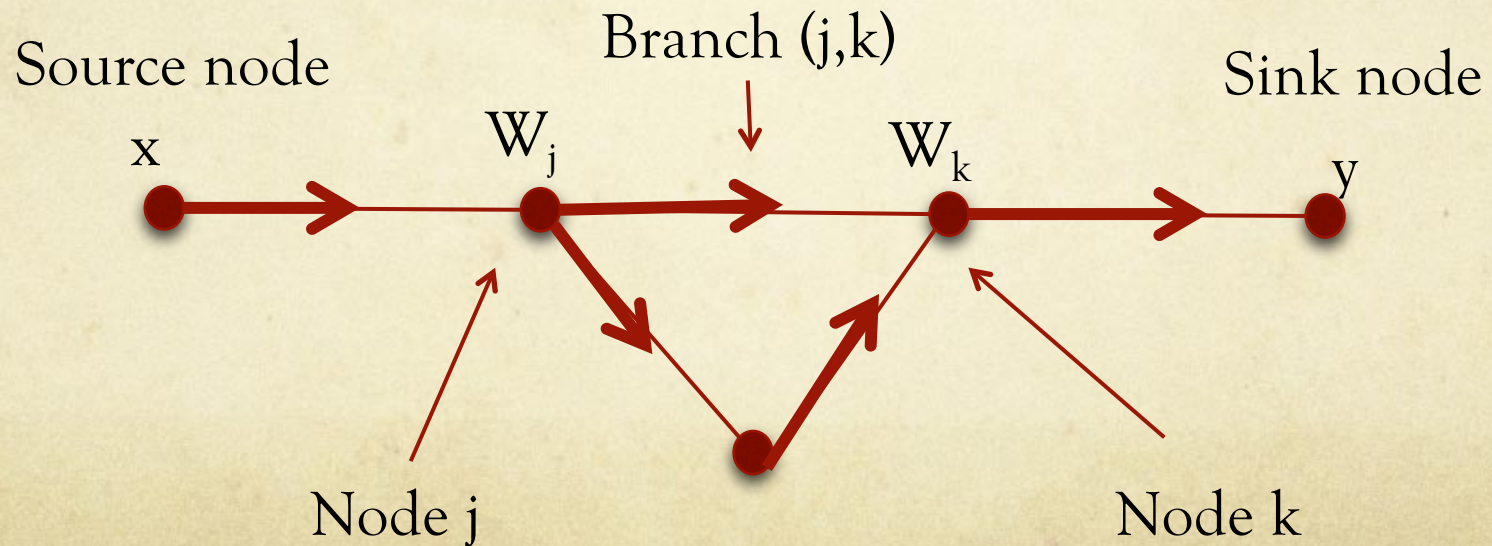 Source node
Branch (j,k)
Sink node
x
Wj
Wk
y
Node j
Node k